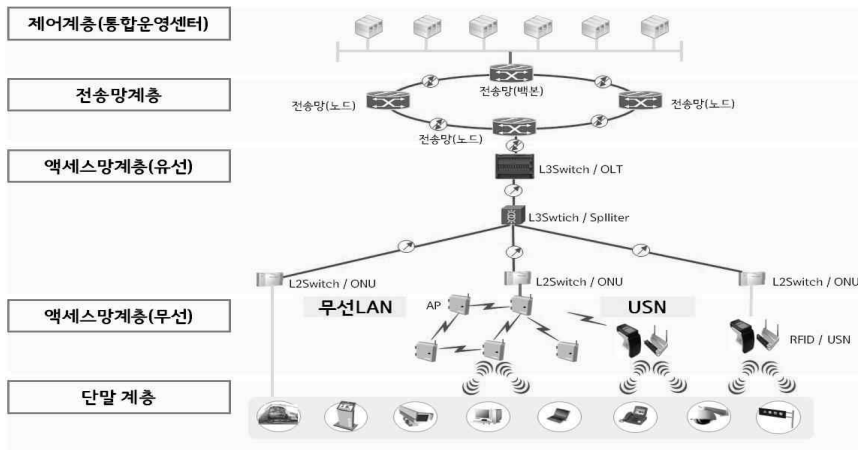 제어계층(통합운영센터)
전송망계층
전송망(백본)
전송망(노드)
전송망(노드)
전송망(노드)
액세스망계층(유선)
L3Switch / OLT
L3Swtich / Splliter
L2Switch / ONU
L2Switch / ONU
L2Switch / ONU
액세스망계층(무선)
무선LAN
AP
USN
RFID / USN
단말 계층